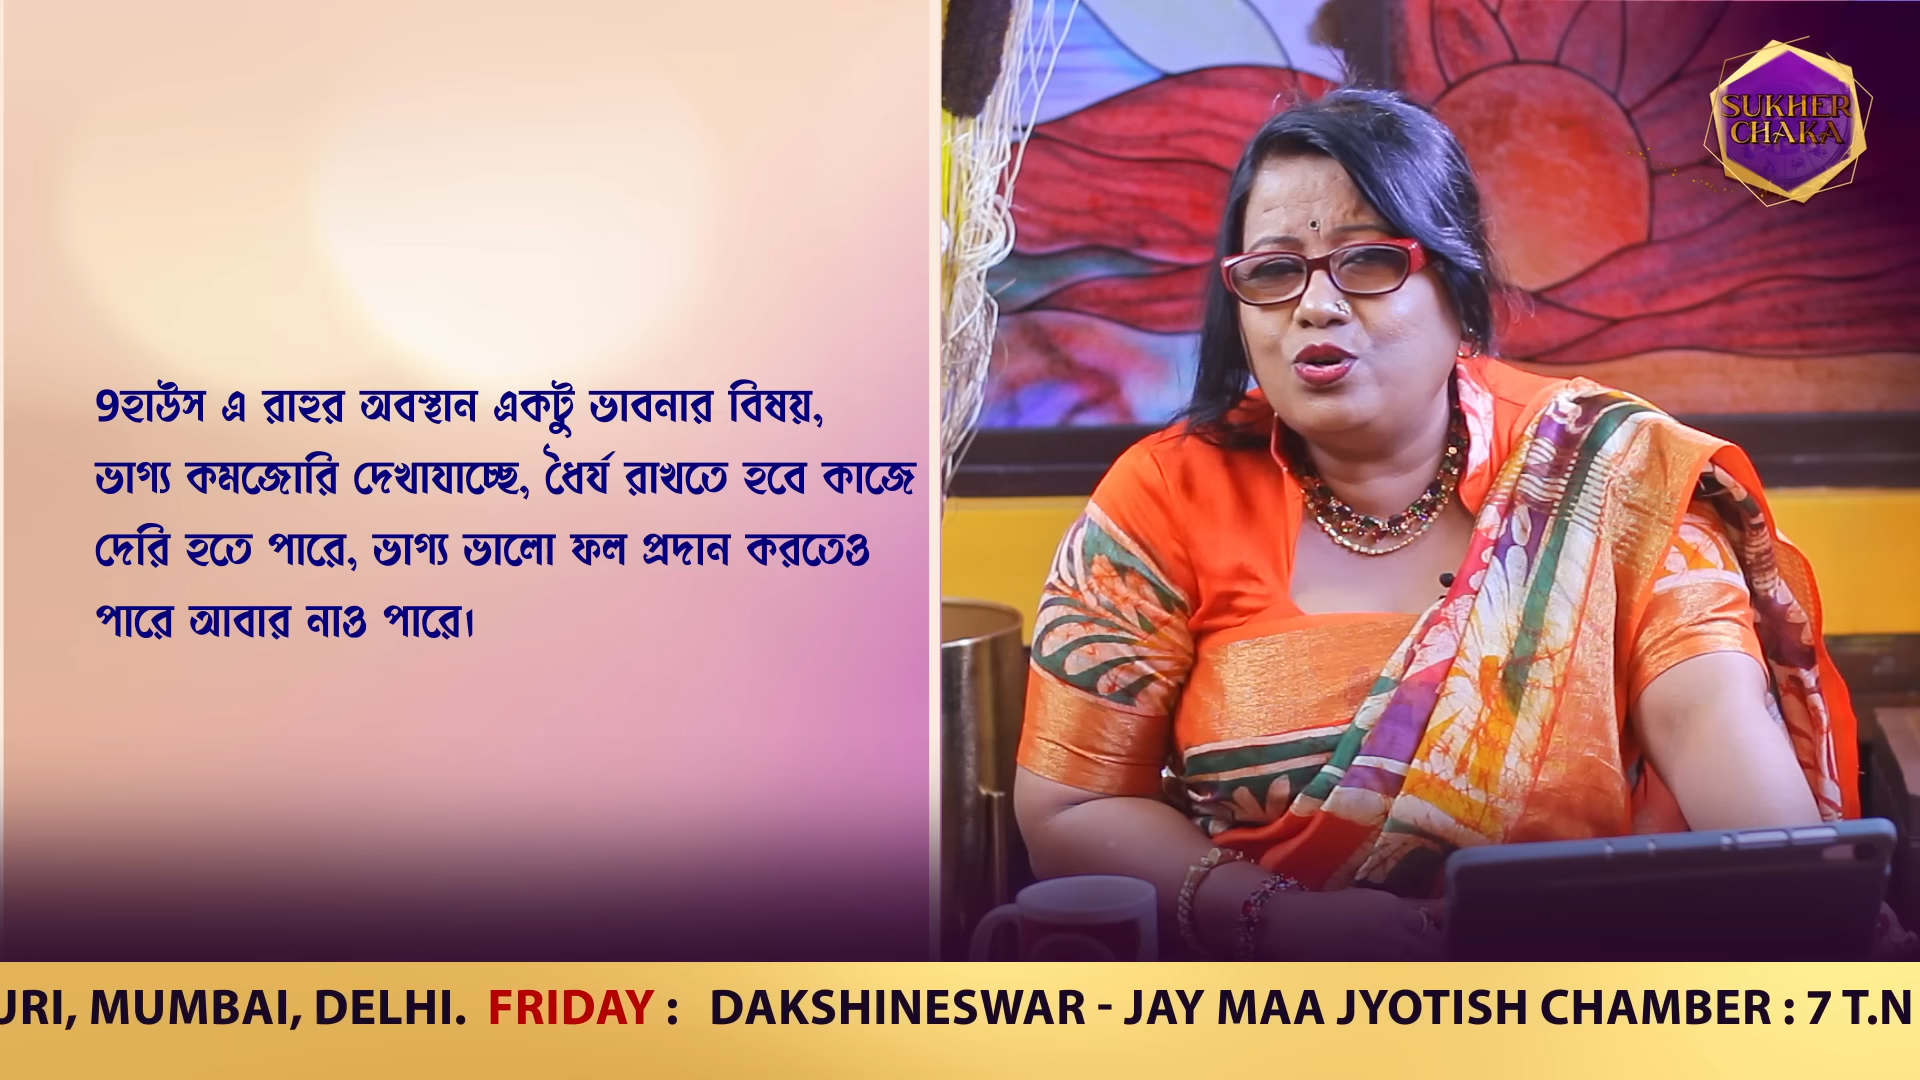 9হাউস এ রাহুর অবস্থান একটু ভাবনার বিষয়,
ভাগ্য কমজোরি দেখাযাচ্ছে, ধৈর্য রাখতে হবে কাজে
দেরি হতে পারে, ভাগ্য ভালো ফল প্রদান করতেও
পারে আবার নাও পারে।
SUKHER
CHAKA
URI, MUMBAI, DELHI. FRIDAY : DAKSHINESWAR - JAY MAA JYOTISH CHAMBER : 7 T.N